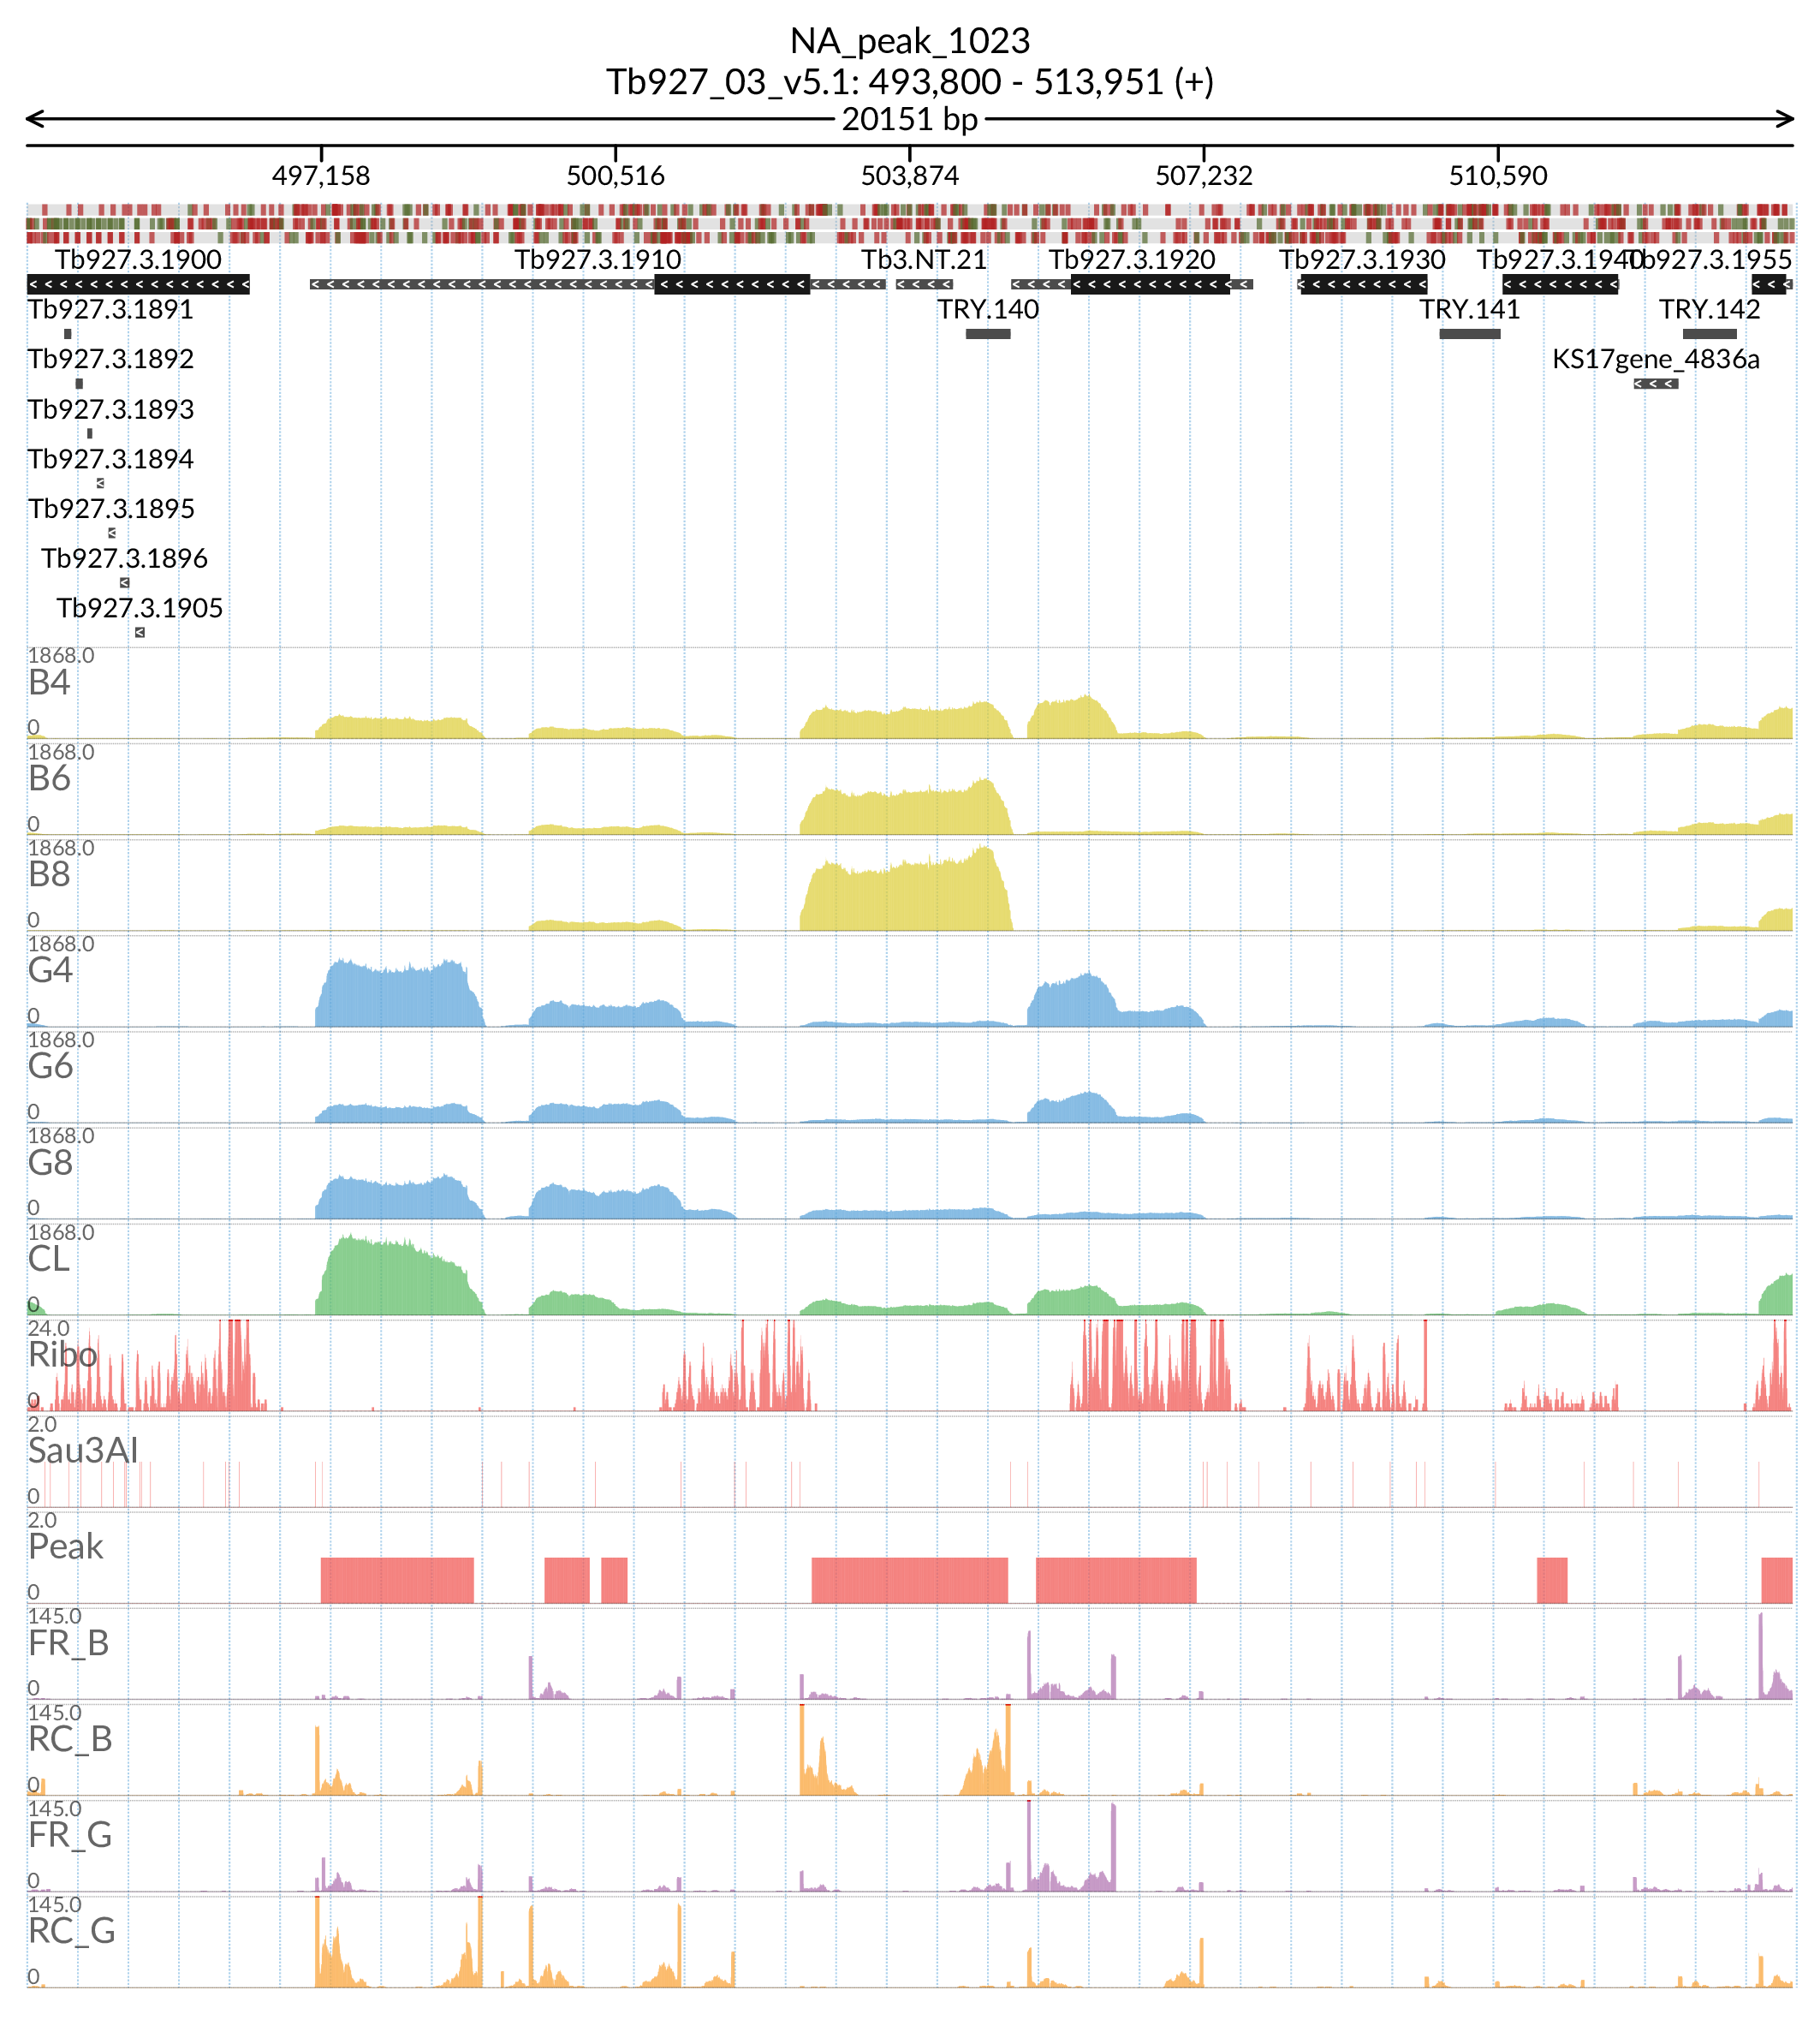 NA_peak_1023
Tb927_03_v5.1: 493,800 - 513,951 (+)
20151 bp
497,158 500,516 503,874 507,232 510,590
Tb927.3.1900 Tb927.3.1910 Tb3.NT.21 Tb927.3.1920 Tb927.3.1930 Tb927.3.1940 Tb927.3.1955
Tb927.3.1891 TRY.140 TRY.141 TRY.142
Tb927.3.1892 KS17gene_4836a
Tb927.3.1893
Tb927.3.1894
Tb927.3.1895
Tb927.3.1896
Tb927.3.1905
1868.0
B4
0
1868.0
B6
0
1868.0
B8
0
1868.0
G4
0
1868.0
G6
0
1868.0
G8
0
1868.0
CL
0
24.0
Ribo
0
2.0
Sau3AI
0
2.0
Peak
0
145.0
FR_B
0
145.0
RC_B
0
145.0
FR_G
0
145.0
RC_G
0